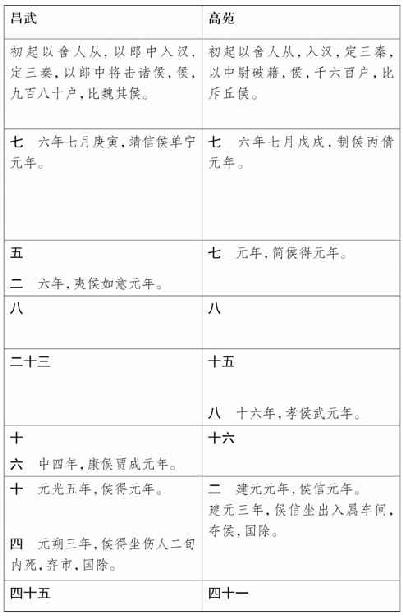 昌武
高苑
初起以舍人从，以郎中入汉，
定三秦，以郎中将击诸侯，侯，
九百八十户，比魏其侯。
初起以舍人从，入汉，定三秦，
以中尉破籍，侯，千六百户，比
斥丘侯。
七 六年七月庚寅，靖信侯单宁
元年。
七 六年七月戊戌，制侯丙倩
元年。
五
二 六年，夷侯如意元年。
七 元年，简侯得元年。
八
八
二十三
十五
八 十六年，孝侯武元年。
十
六 中四年，康侯贾成元年。
十六
十 元光五年，侯得元年。
四 元朔三年，侯得坐伤人二旬
内死，弃市，国除。
二 建元元年，侯信元年。
建元三年，侯信坐出入属车间，
夺侯，国除。
四十五
四十一